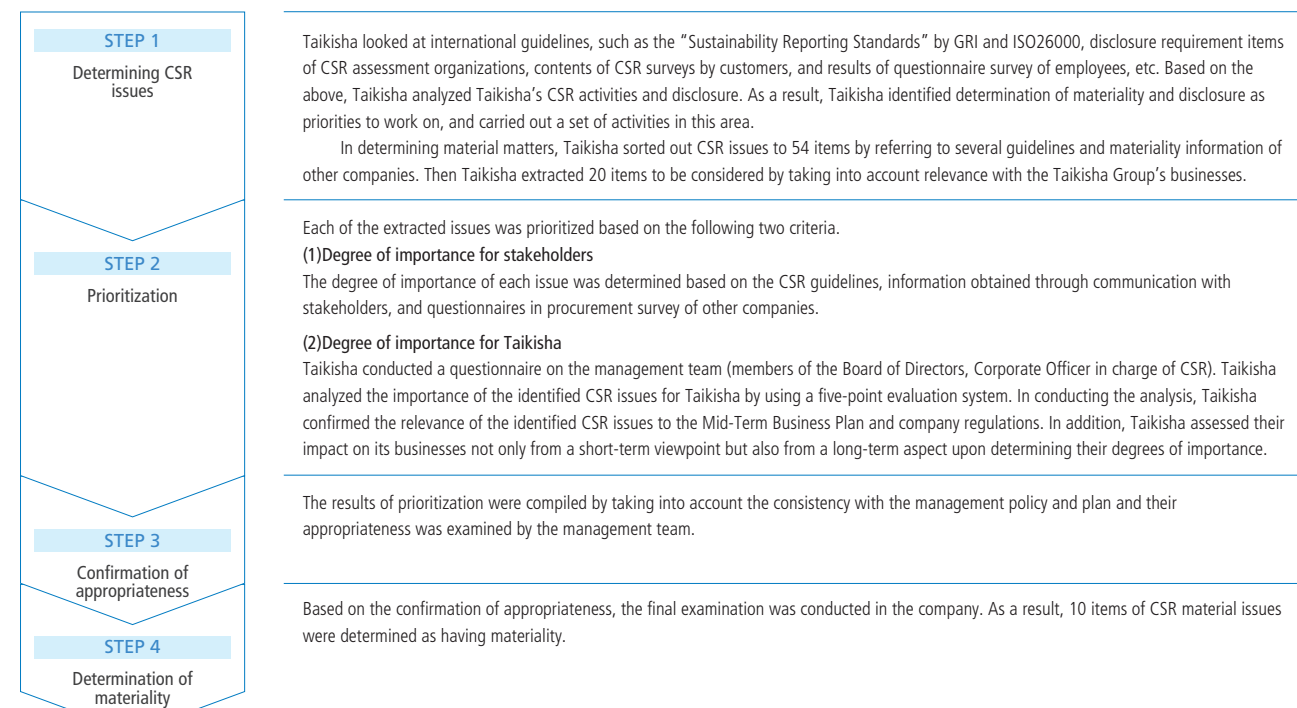 STEP 1
Determining CSR
issues
Taikisha looked at international guidelines, such as the “Sustainability Reporting Standards” by GRI and ISO26000, disclosure requirement items
of CSR assessment organizations, contents of CSR surveys by customers, and results of questionnaire survey of employees, etc. Based on the
above, Taikisha analyzed Taikisha’s CSR activities and disclosure. As a result, Taikisha identified determination of materiality and disclosure as
priorities to work on, and carried out a set of activities in this area.
In determining material matters, Taikisha sorted out CSR issues to 54 items by referring to several guidelines and materiality information of
other companies. Then Taikisha extracted 20 items to be considered by taking into account relevance with the Taikisha Group’s businesses.
STEP 2
Prioritization
Each of the extracted issues was prioritized based on the following two criteria.
(1)Degree of importance for stakeholders
The degree of importance of each issue was determined based on the CSR guidelines, information obtained through communication with
stakeholders, and questionnaires in procurement survey of other companies.
(2)Degree of importance for Taikisha
Taikisha conducted a questionnaire on the management team (members of the Board of Directors, Corporate Officer in charge of CSR). Taikisha
analyzed the importance of the identified CSR issues for Taikisha by using a five-point evaluation system. In conducting the analysis, Taikisha
confirmed the relevance of the identified CSR issues to the Mid-Term Business Plan and company regulations. In addition, Taikisha assessed their
impact on its businesses not only from a short-term viewpoint but also from a long-term aspect upon determining their degrees of importance.
STEP 3
Confirmation of
appropriateness
The results of prioritization were compiled by taking into account the consistency with the management policy and plan and their
appropriateness was examined by the management team.
STEP 4
Determination of
materiality
Based on the confirmation of appropriateness, the final examination was conducted in the company. As a result, 10 items of CSR material issues
were determined as having materiality.